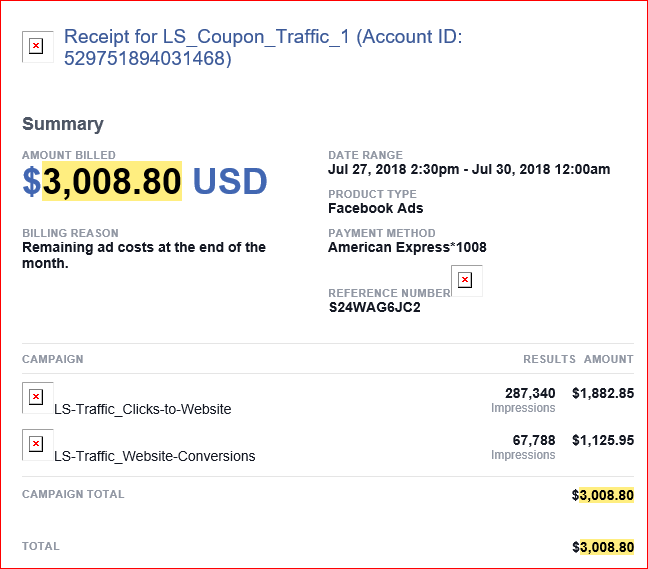 Receipt for LS_Coupon_Traffic_1 (Account ID:
529751894031468)
Summary
AMOUNT BILLED
$3,008.80 USD
BILLING REASON
Remaining ad costs at the end of the
month.
DATE RANGE
Jul 27, 2018 2:30pm - Jul 30, 2018 12:00am
PRODUCT TYPE
Facebook Ads
PAYMENT METHOD
American Express*1008
REFERENCE NUMBER
S24WAG6JC2
CAMPAIGN RESULTS AMOUNT
LS-Traffic_Clicks-to-Website 287,340 $1,882.85
Impressions
LS-Traffic_Website-Conversions 67,788 $1,125.95
Impressions
CAMPAIGN TOTAL $3,008.80
TOTAL $3,008.80